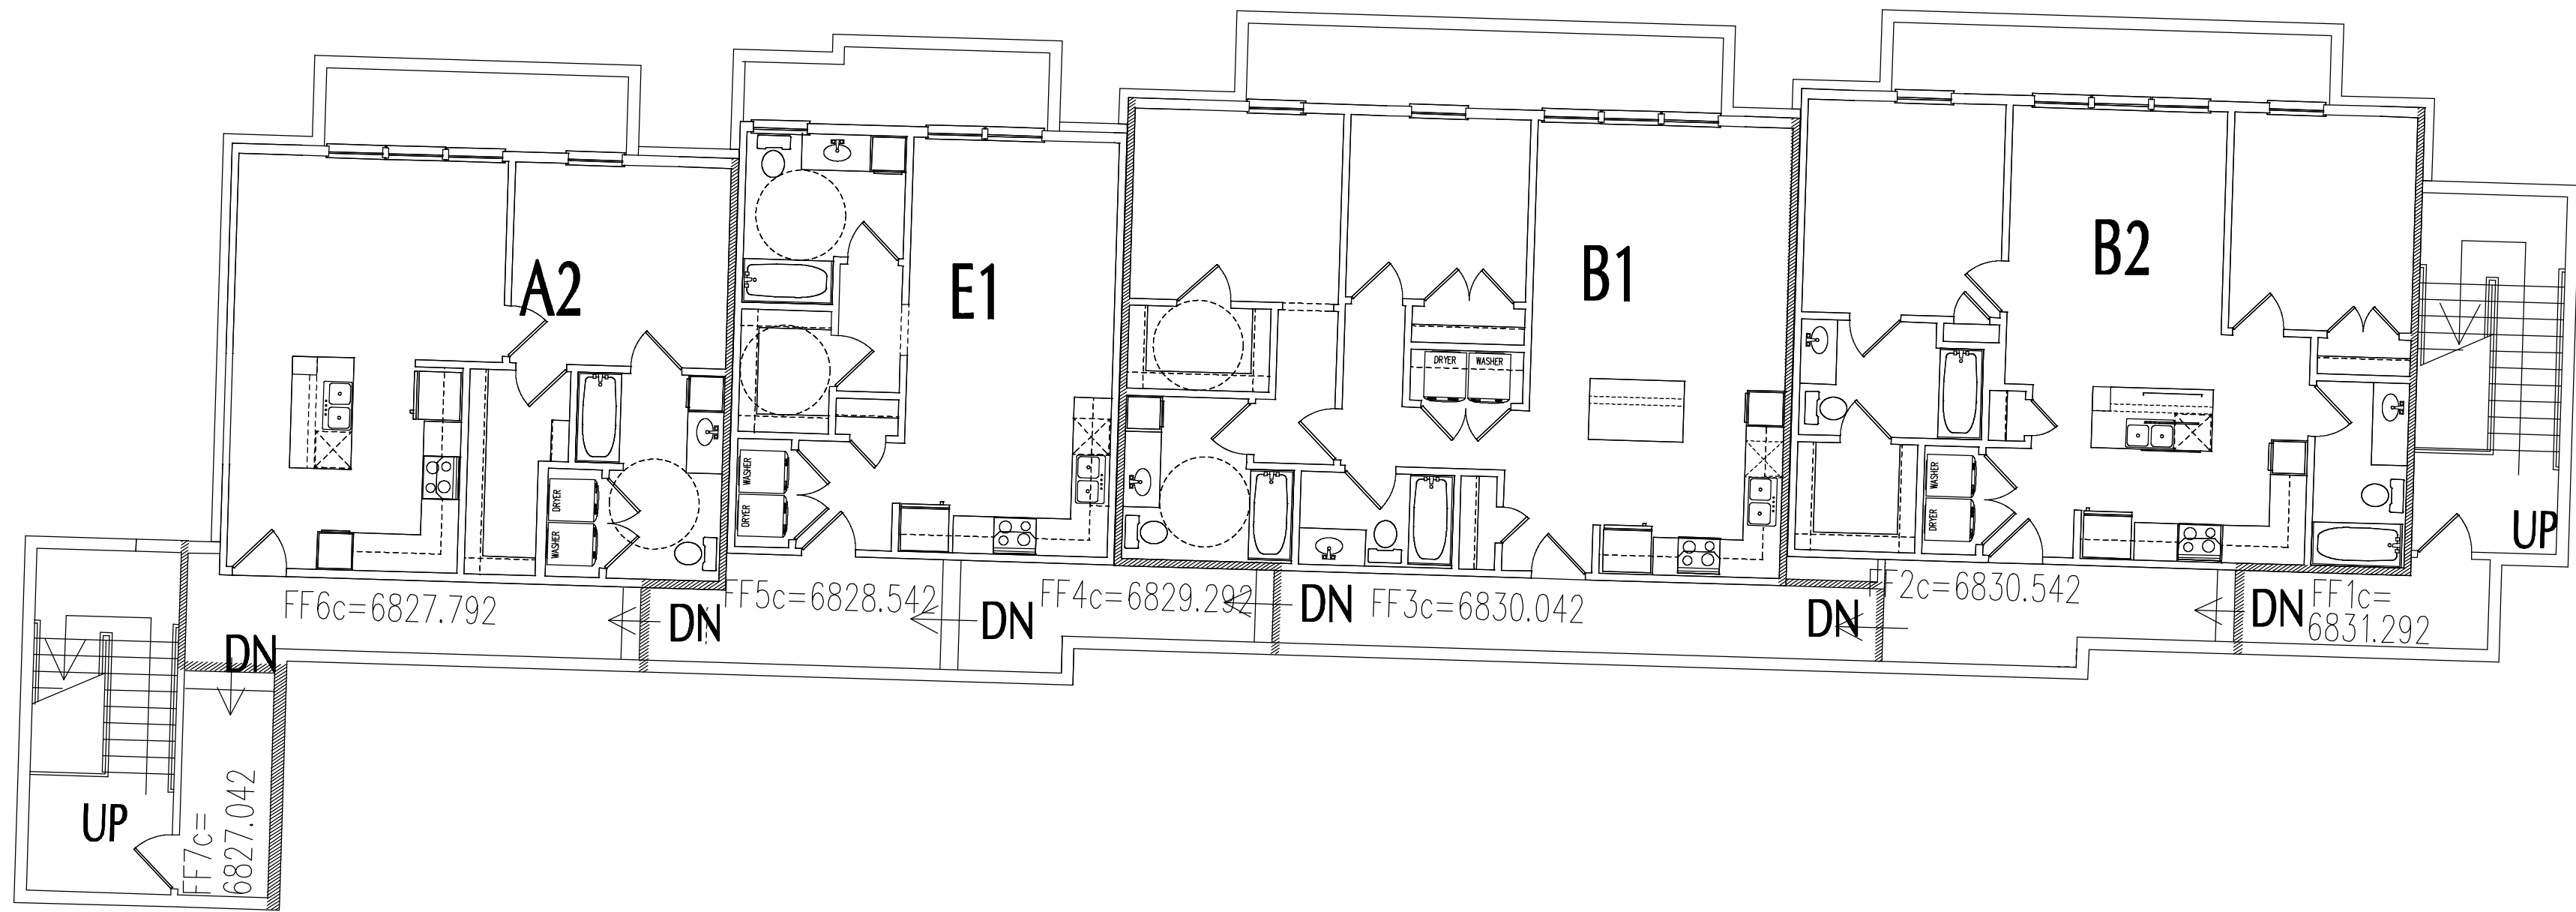 A2
E1
B1
B2
DRYER
WASHER
WASHER
DRYER
DRYER
WASHER
WASHER
DRYER
UP
FF6c=6827.792
DN
FF5c=6828.542
DN
FF4c=6829.292
DN
FF3c=6830.042
DN
FF2c=6830.542
DN
FF1c=
6831.292
DN
UP
FF7c=
6827.042